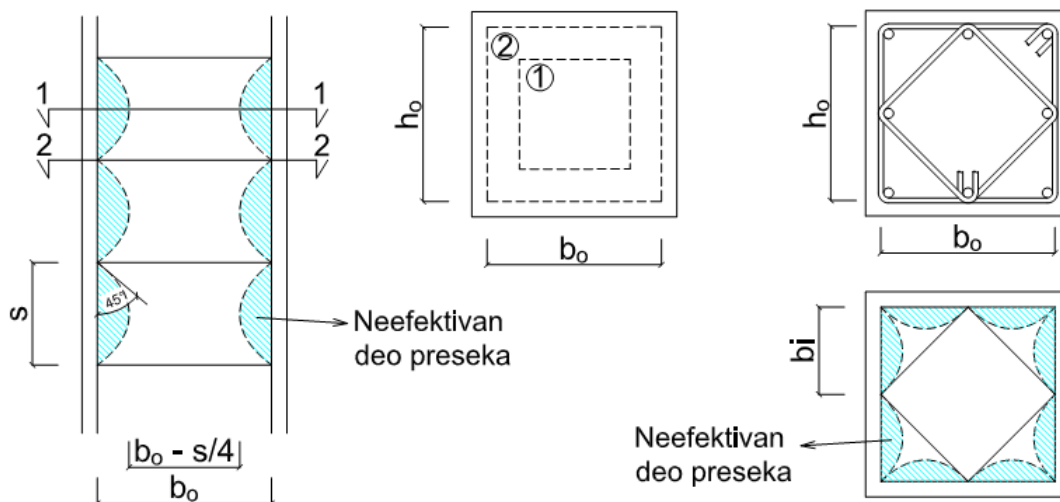 1 1
2 2
s
45°
Neefektivan
deo preseka
b₀ - s/4
b₀
②
①
h₀
b₀
h₀
b₀
bi
Neefektivan
deo preseka